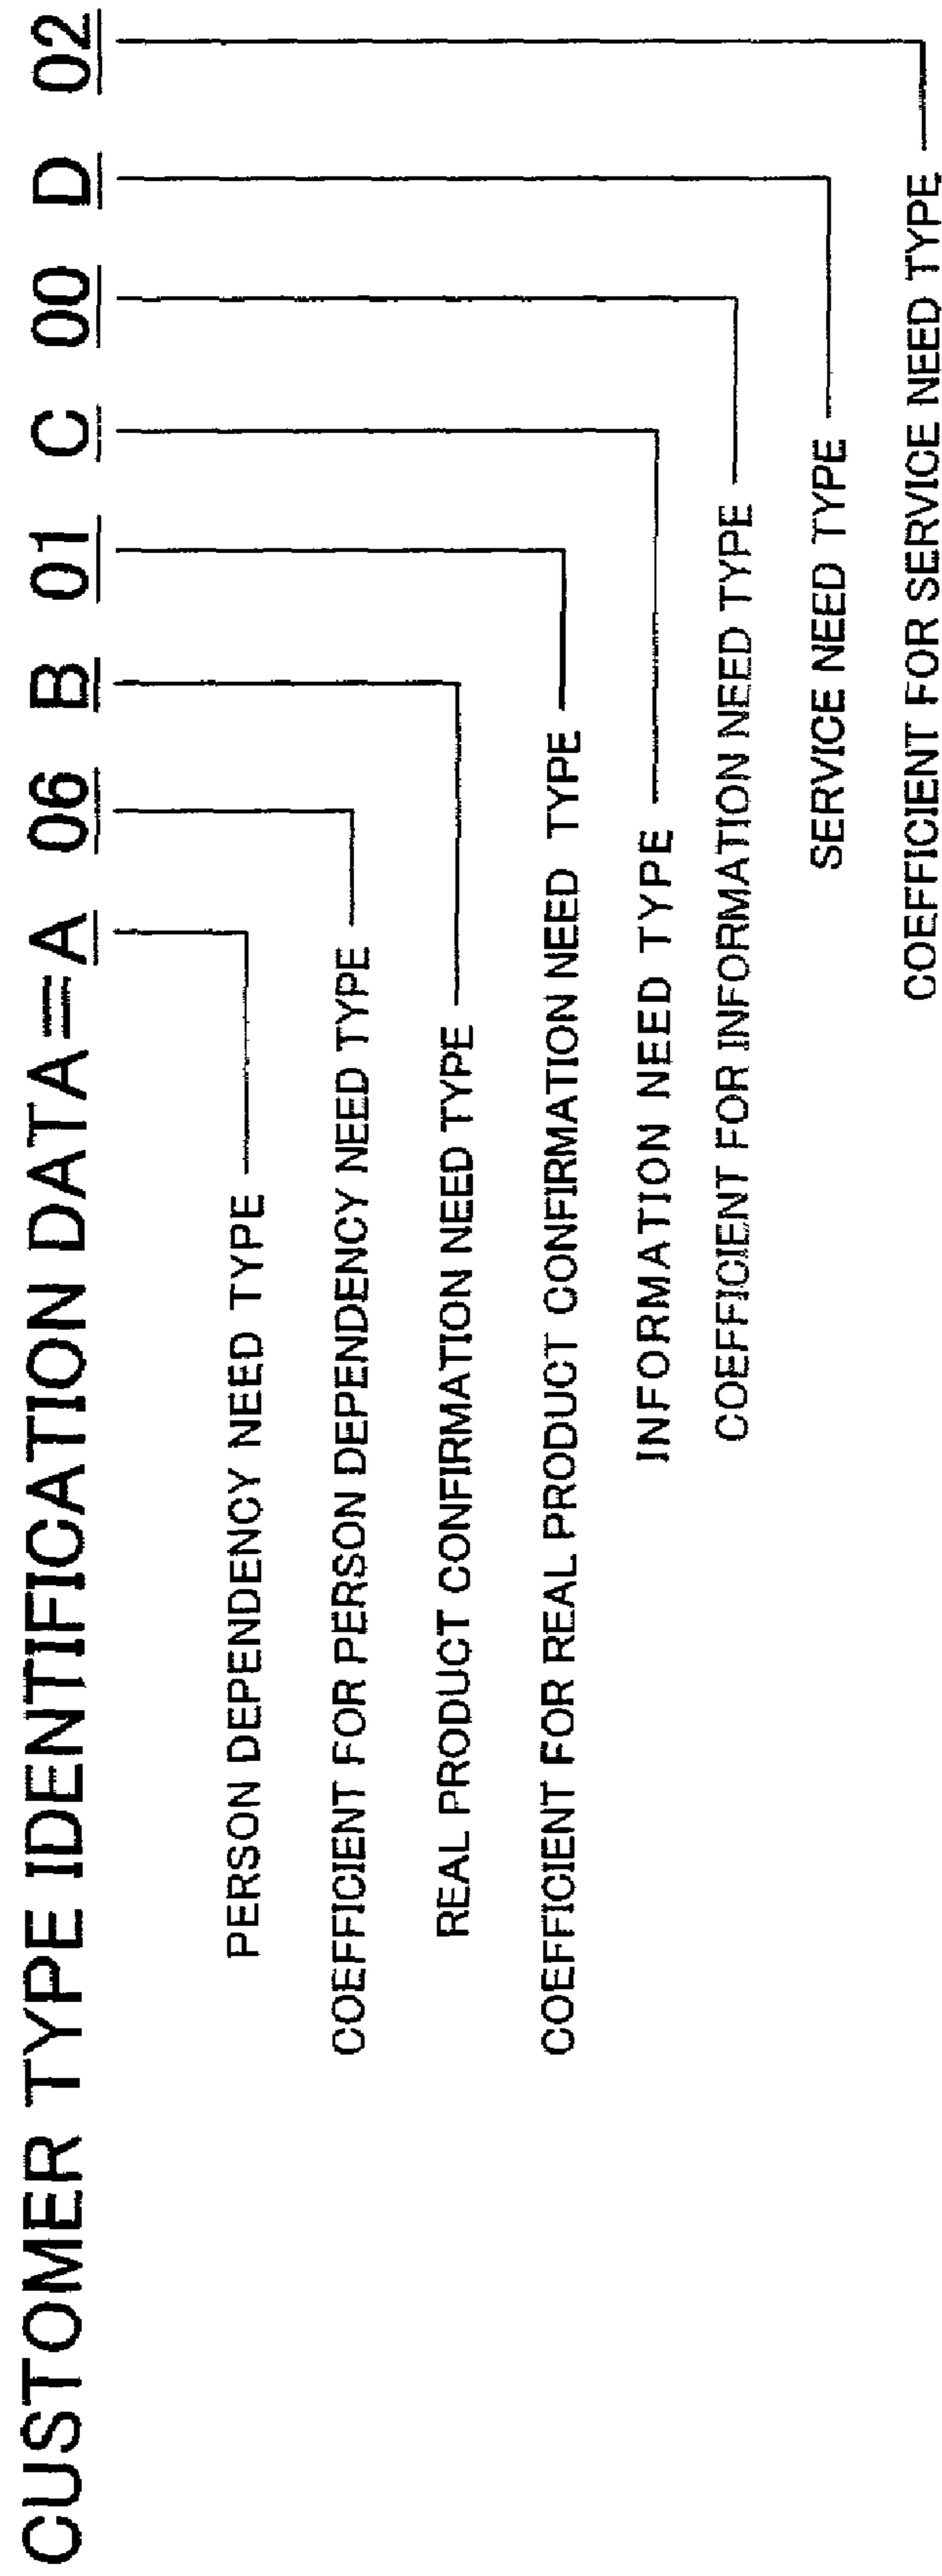 CUSTOMER TYPE IDENTIFICATION DATA=A 06 B 01 C 00 D 02
PERSON DEPENDENCY NEED TYPE
COEFFICIENT FOR PERSON DEPENDENCY NEED TYPE
REAL PRODUCT CONFIRMATION NEED TYPE
COEFFICIENT FOR REAL PRODUCT CONFIRMATION NEED TYPE
INFORMATION NEED TYPE
COEFFICIENT FOR INFORMATION NEED TYPE
SERVICE NEED TYPE
COEFFICIENT FOR SERVICE NEED TYPE